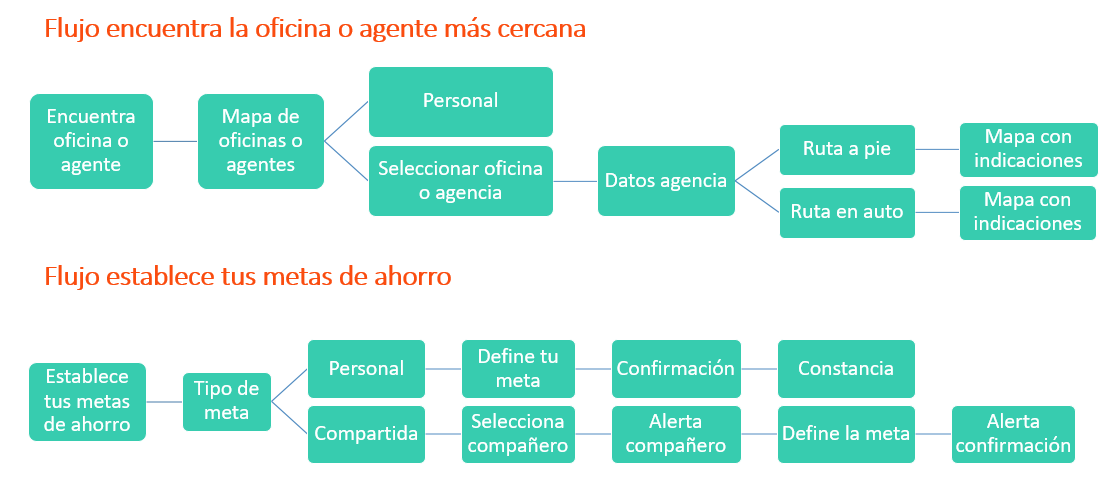 Flujo encuentra la oficina o agente más cercana
Encuentra
oficina o
agente
Mapa de
oficinas o
agentes
Personal
Seleccionar oficina
o agencia
Datos agencia
Ruta a pie
Mapa con
indicaciones
Ruta en auto
Mapa con
indicaciones
Flujo establece tus metas de ahorro
Establece
tus metas
de ahorro
Tipo de
meta
Personal
Define tu
meta
Confirmación
Constancia
Compartida
Selecciona
compañero
Alerta
compañero
Define la meta
Alerta
confirmación